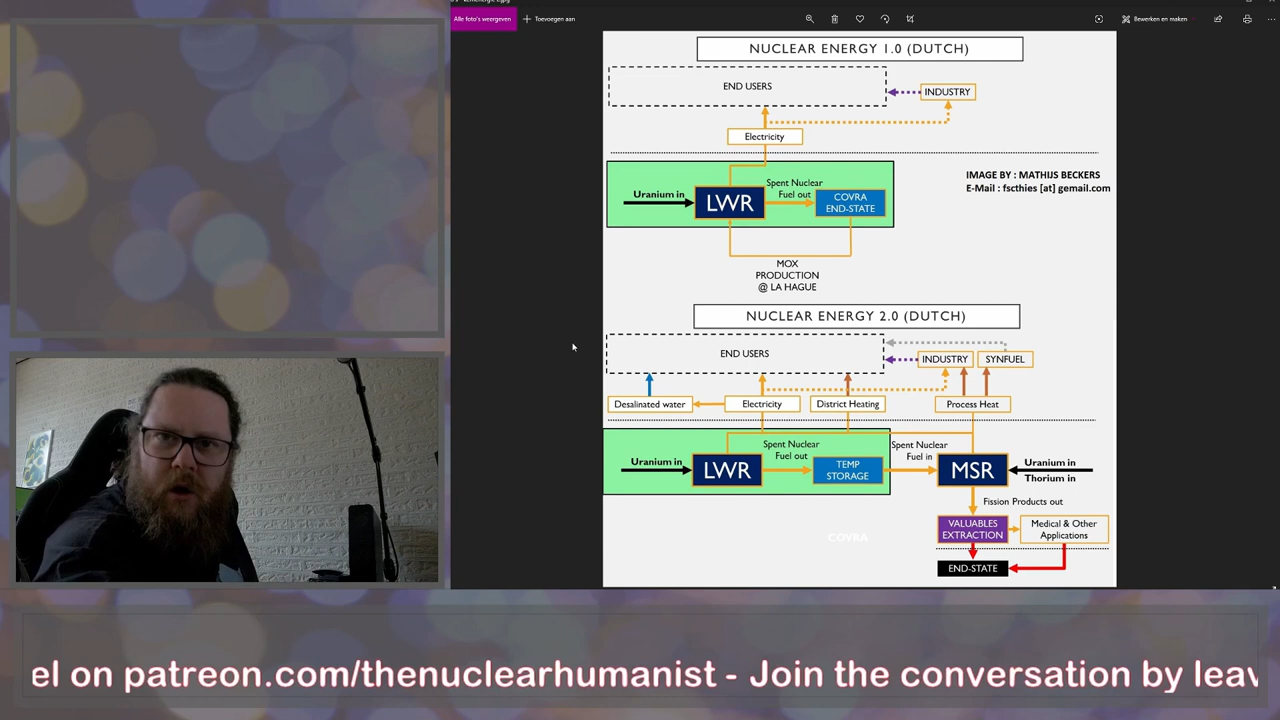 Alle foto's weergeven
Toevoegen aan
Bewerken en maken
NUCLEAR ENERGY 1.0 (DUTCH)
END USERS
INDUSTRY
Electricity
IMAGE BY : MATHIJS BECKERS
E-Mail : fscthies [at] gemail.com
Uranium in
LWR
Spent Nuclear
Fuel out
COVRA
END-STATE
MOX
PRODUCTION
@ LA HAGUE
NUCLEAR ENERGY 2.0 (DUTCH)
END USERS
INDUSTRY
SYNFUEL
Desalinated water
Electricity
District Heating
Process Heat
Uranium in
LWR
Spent Nuclear
Fuel out
TEMP
STORAGE
Spent Nuclear
Fuel in
MSR
Uranium in
Thorium in
Fission Products out
VALUABLES
EXTRACTION
Medical & Other
Applications
COVRA
END-STATE
el on patreon.com/thenuclearhumanist - Join the conversation by leav